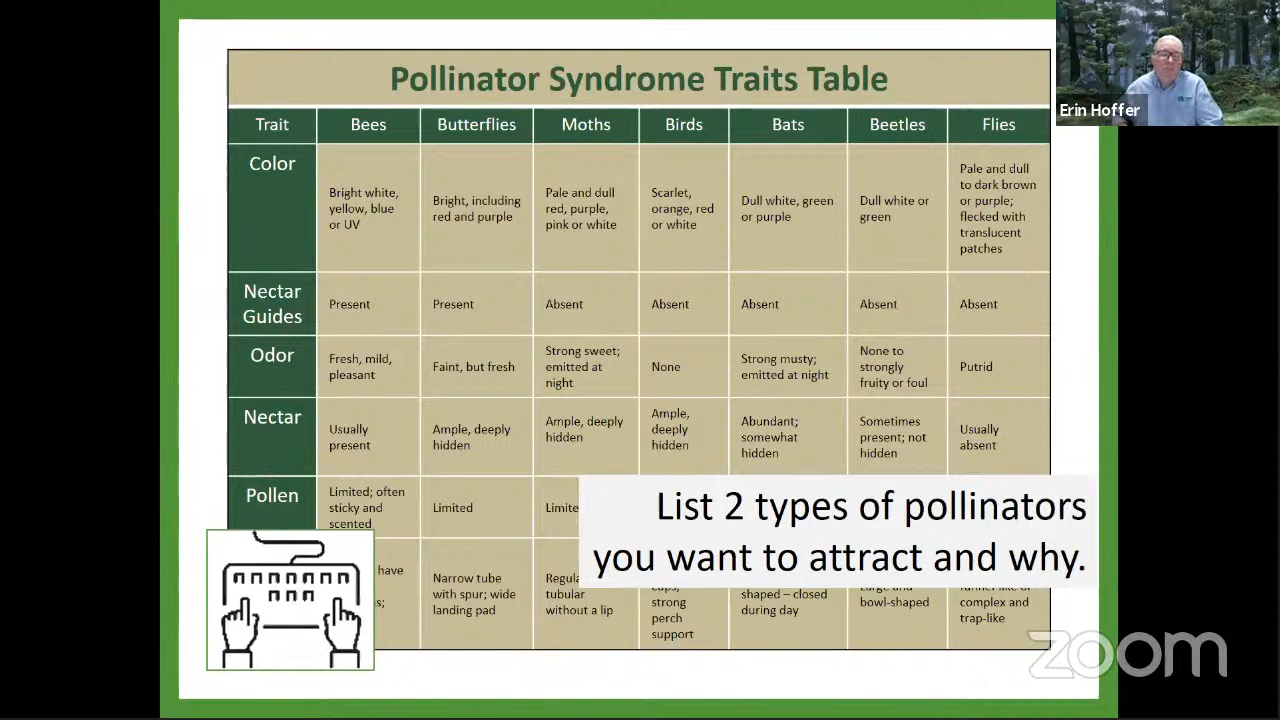 Pollinator Syndrome Traits Table
Erin Hoffer
Trait
Bees
Butterflies
Moths
Birds
Bats
Beetles
Flies
Color
Bright white,
yellow, blue
or UV
Bright, including
red and purple
Pale and dull
red, purple,
pink or white
Scarlet,
orange, red
or white
Dull white, green
or purple
Dull white or
green
Pale and dull
to dark brown
or purple;
flecked with
translucent
patches
Nectar
Guides
Present
Present
Absent
Absent
Absent
Absent
Absent
Odor
Fresh, mild,
pleasant
Faint, but fresh
Strong sweet;
emitted at
night
None
Strong musty;
emitted at night
None to
strongly
fruity or foul
Putrid
Nectar
Usually
present
Ample, deeply
hidden
Ample, deeply
hidden
Ample,
deeply
hidden
Abundant;
somewhat
hidden
Sometimes
present; not
hidden
Usually
absent
Pollen
Limited; often
sticky and
scented
Limited
List 2 types of pollinators
you want to attract and why.
have
Narrow tube
with spur; wide
landing pad
tubular
without a lip
strong
perch
support
shaped – closed
during day
bowl-shaped
complex and
trap-like
zoom